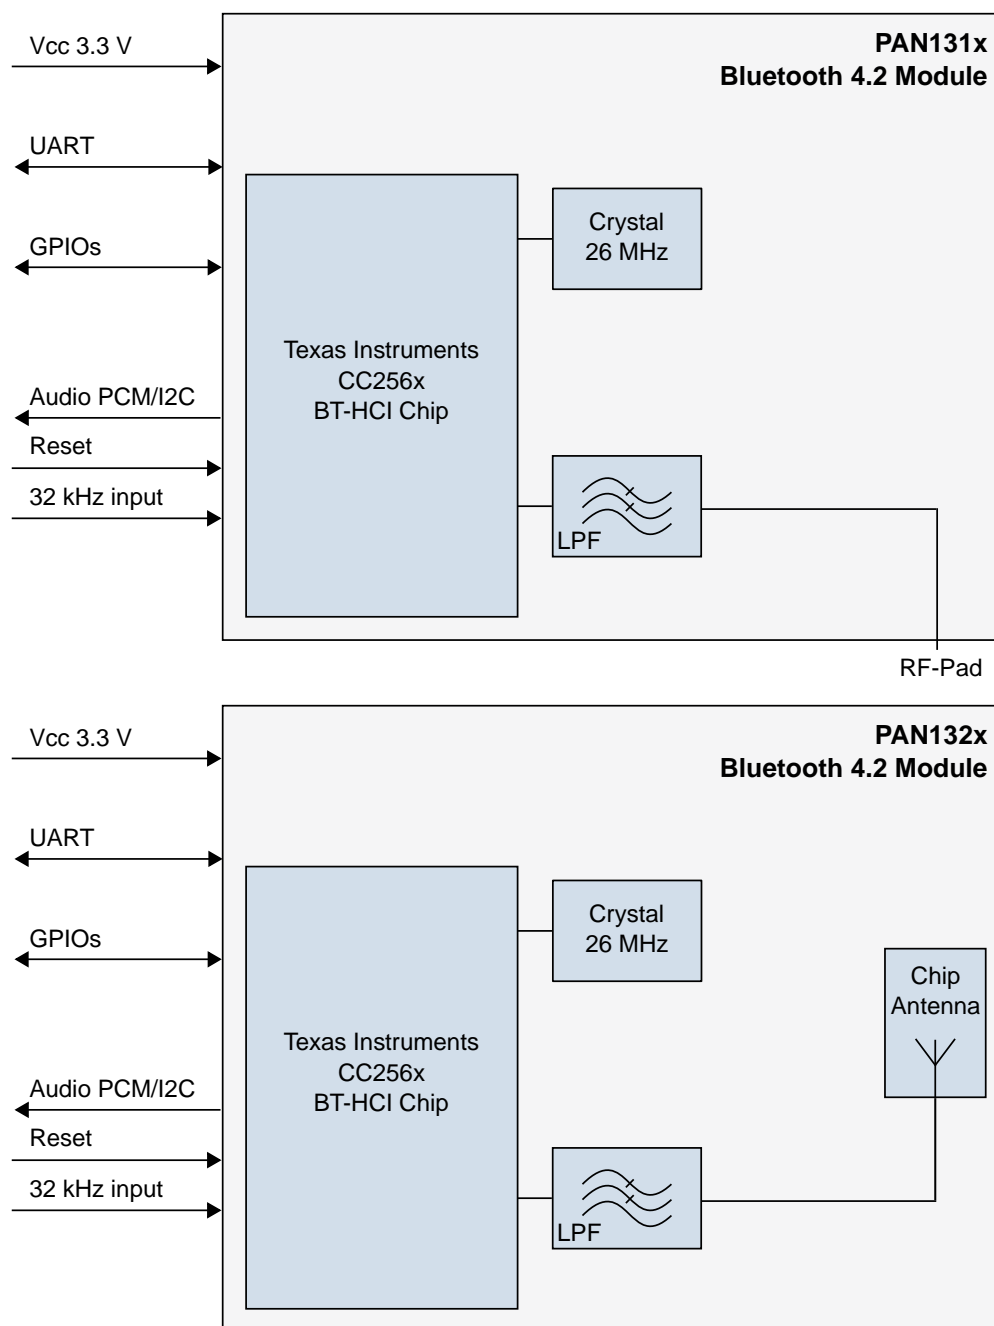 Vcc 3.3 V
PAN131x
Bluetooth 4.2 Module
UART
GPIOs
Crystal
26 MHz
Texas Instruments
CC256x
BT-HCI Chip
Audio PCM/I2C
Reset
32 kHz input
LPF
RF-Pad
Vcc 3.3 V
PAN132x
Bluetooth 4.2 Module
UART
GPIOs
Crystal
26 MHz
Chip
Antenna
Texas Instruments
CC256x
BT-HCI Chip
Audio PCM/I2C
Reset
32 kHz input
LPF